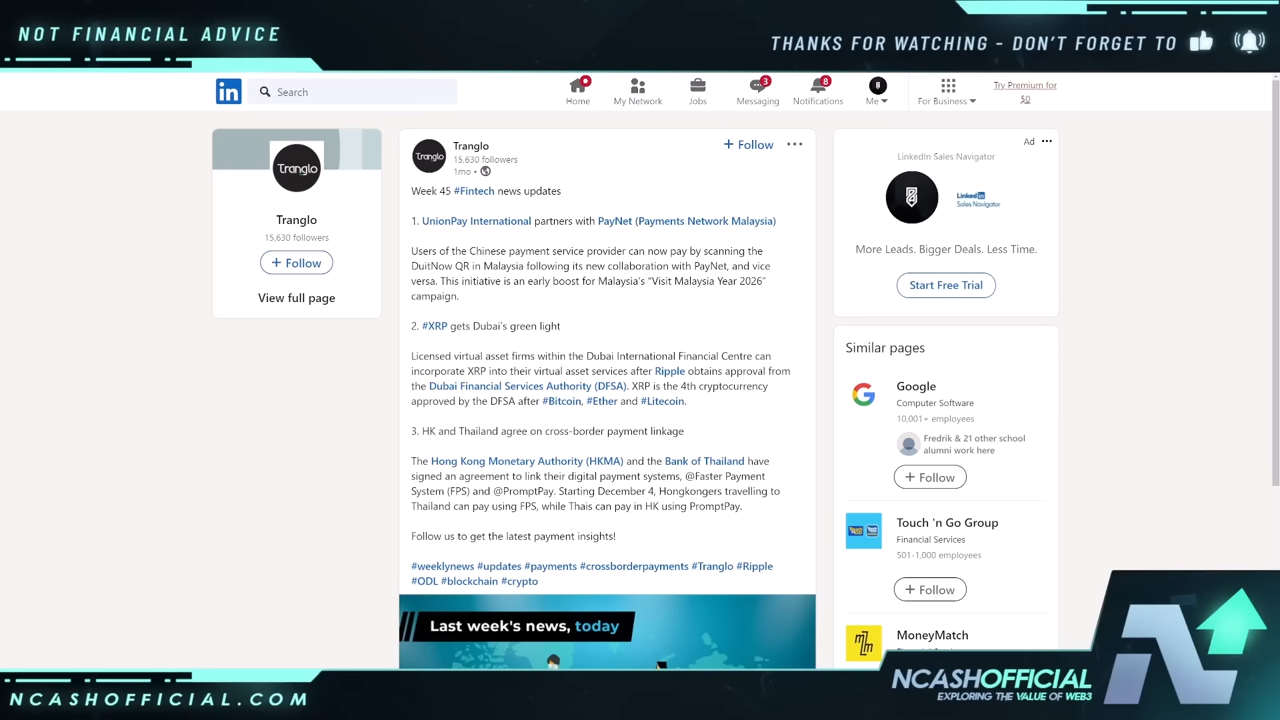 NOT FINANCIAL ADVICE
THANKS FOR WATCHING - DON'T FORGET TO
in
Search
Home
My Network
Jobs
3
Messaging
8
Notifications
Me
For Business
Try Premium for
$0
Tranglo
Tranglo
15,630 followers
+ Follow
View full page
Tranglo
Tranglo
15,630 followers
1mo •
+ Follow
Week 45 #Fintech news updates
1. UnionPay International partners with PayNet (Payments Network Malaysia)
Users of the Chinese payment service provider can now pay by scanning the
DuitNow QR in Malaysia following its new collaboration with PayNet, and vice
versa. This initiative is an early boost for Malaysia's "Visit Malaysia Year 2026"
campaign.
2. #XRP gets Dubai's green light
Licensed virtual asset firms within the Dubai International Financial Centre can
incorporate XRP into their virtual asset services after Ripple obtains approval from
the Dubai Financial Services Authority (DFSA). XRP is the 4th cryptocurrency
approved by the DFSA after #Bitcoin, #Ether and #Litecoin.
3. HK and Thailand agree on cross-border payment linkage
The Hong Kong Monetary Authority (HKMA) and the Bank of Thailand have
signed an agreement to link their digital payment systems, @Faster Payment
System (FPS) and @PromptPay. Starting December 4, Hongkongers travelling to
Thailand can pay using FPS, while Thais can pay in HK using PromptPay.
Follow us to get the latest payment insights!
#weeklynews #updates #payments #crossborderpayments #Tranglo #Ripple
#ODL #blockchain #crypto
Last week's news, today
Ad
LinkedIn Sales Navigator
Linkedin
Sales Navigator
More Leads. Bigger Deals. Less Time.
Start Free Trial
Similar pages
Google
Computer Software
10,001+ employees
Fredrik & 21 other school
alumni work here
+ Follow
Touch 'n Go Group
Financial Services
501-1,000 employees
+ Follow
MoneyMatch
NCASHOFFICIAL.COM
NCASHOFFICIAL
EXPLORING THE VALUE OF WEB3